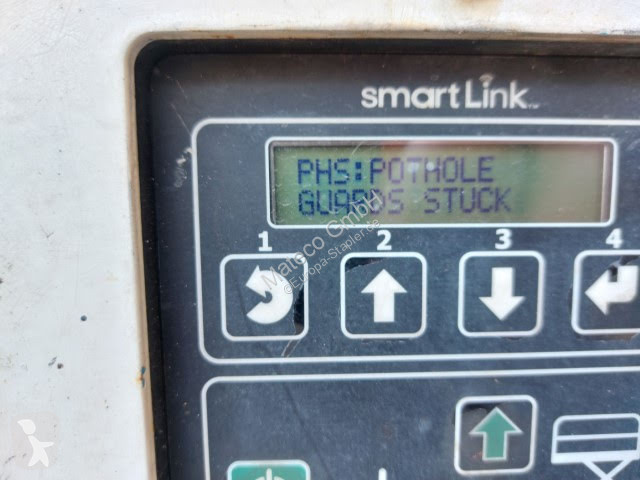 smartLink
PHS:POTHOLE
GUARDS STUCK
1 2 3 4
Mateco GmbH
©Europa-Stapler.de